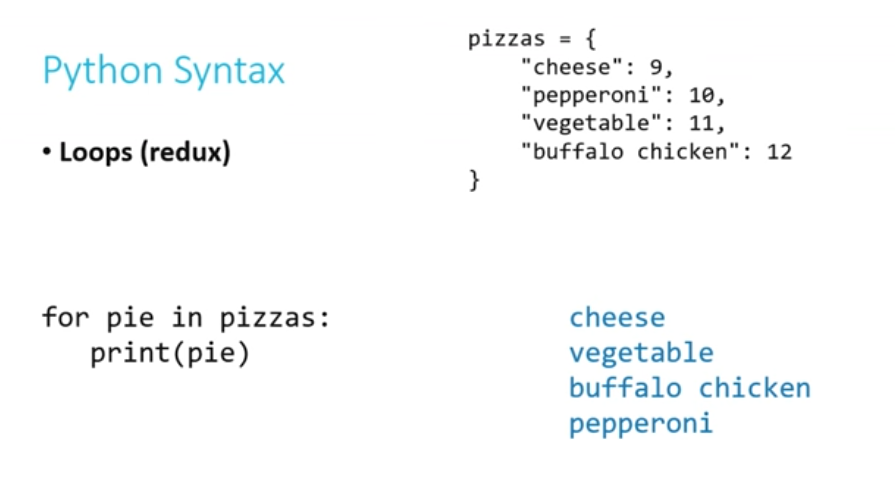 Python Syntax
• Loops (redux)
pizzas = {
    "cheese": 9,
    "pepperoni": 10,
    "vegetable": 11,
    "buffalo chicken": 12
}
for pie in pizzas:
   print(pie)
cheese
vegetable
buffalo chicken
pepperoni